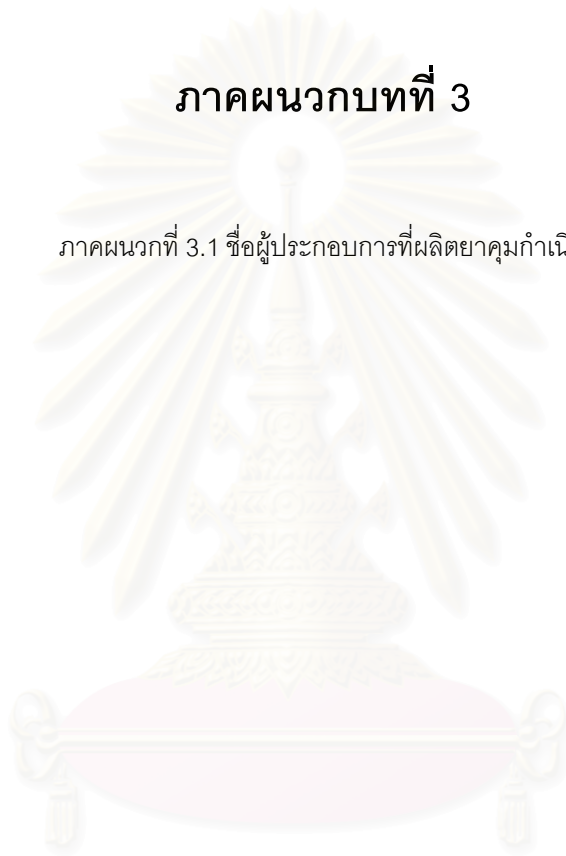 ภาคผนวกบทที่ 3
ภาคผนวกที่ 3.1 ชื่อผู้ประกอบการที่ผลิตยาคุมกำเนิ